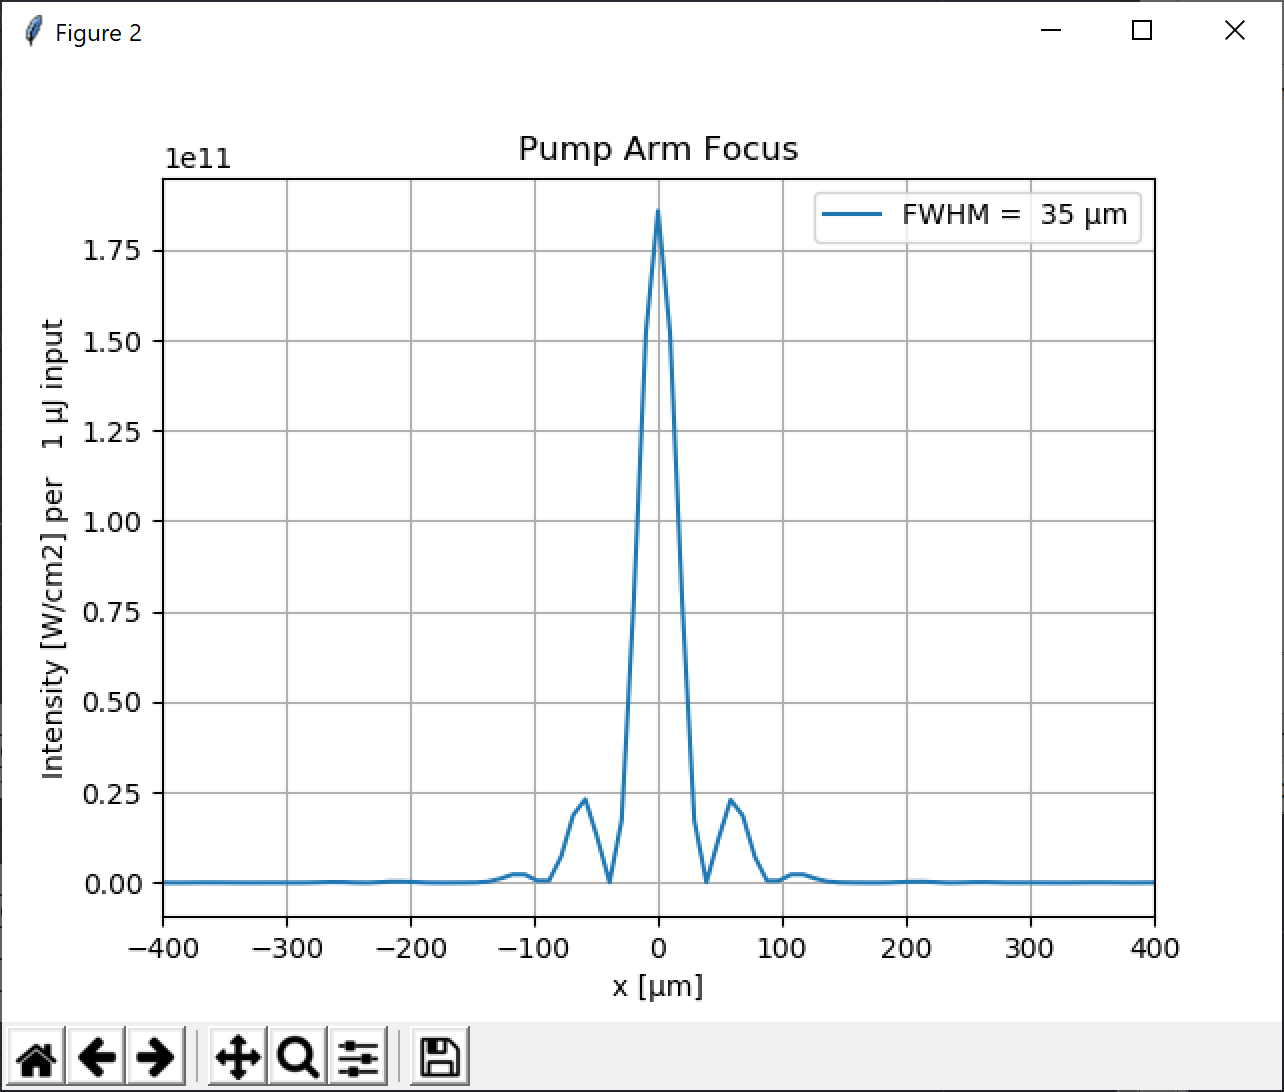 Figure 2
Pump Arm Focus
1e11
FWHM =  35 µm
1.75
1.50
1.25
1.00
0.75
0.50
0.25
0.00
Intensity [W/cm2] per  1 µJ input
−400 −300 −200 −100 0 100 200 300 400
x [µm]